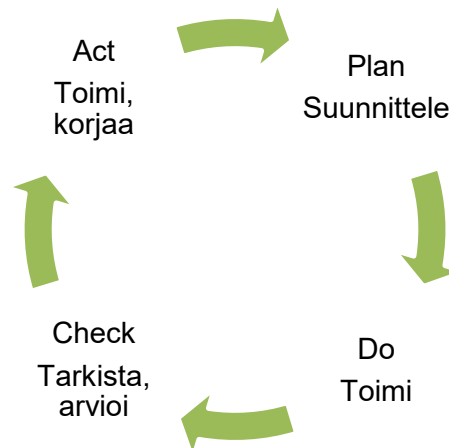 Act
Toimi,
korjaa
Plan
Suunnittele
Do
Toimi
Check
Tarkista,
arvioi